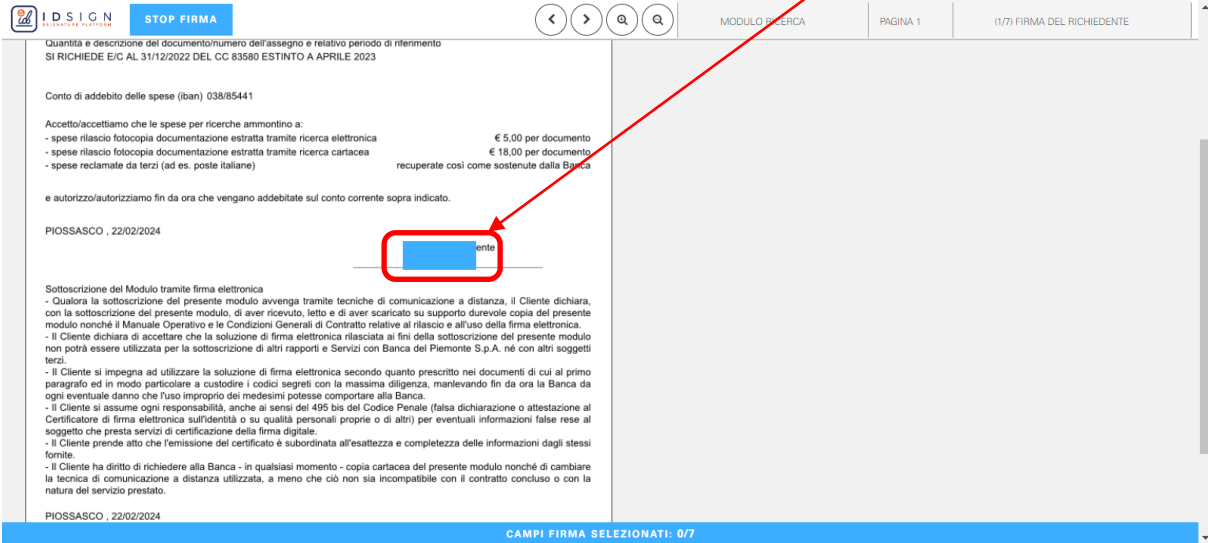 IDSIGN
ESIGNATURE PLATFORM
STOP FIRMA
MODULO RICERCA
PAGINA 1
(1/7) FIRMA DEL RICHIEDENTE
Quantità e descrizione del documento/numero dell'assegno e relativo periodo di riferimento
SI RICHIEDE E/C AL 31/12/2022 DEL CC 83580 ESTINTO A APRILE 2023
Conto di addebito delle spese (iban) 038/85441
Accetto/accettiamo che le spese per ricerche ammontino a:
- spese rilascio fotocopia documentazione estratta tramite ricerca elettronica € 5,00 per documento
- spese rilascio fotocopia documentazione estratta tramite ricerca cartacea € 18,00 per documento
- spese reclamate da terzi (ad es. poste italiane) recuperate così come sostenute dalla Banca
e autorizzo/autorizziamo fin da ora che vengano addebitate sul conto corrente sopra indicato.
PIOSSASCO , 22/02/2024
ente
Sottoscrizione del Modulo tramite firma elettronica
- Qualora la sottoscrizione del presente modulo avvenga tramite tecniche di comunicazione a distanza, il Cliente dichiara,
con la sottoscrizione del presente modulo, di aver ricevuto, letto e di aver scaricato su supporto durevole copia del presente
modulo nonché il Manuale Operativo e le Condizioni Generali di Contratto relative al rilascio e all'uso della firma elettronica.
- Il Cliente dichiara di accettare che la soluzione di firma elettronica rilasciata ai fini della sottoscrizione del presente modulo
non potrà essere utilizzata per la sottoscrizione di altri rapporti e Servizi con Banca del Piemonte S.p.A. né con altri soggetti
terzi.
- Il Cliente si impegna ad utilizzare la soluzione di firma elettronica secondo quanto prescritto nei documenti di cui al primo
paragrafo ed in modo particolare a custodire i codici segreti con la massima diligenza, manlevando fin da ora la Banca da
ogni eventuale danno che l'uso improprio dei medesimi potesse comportare alla Banca.
- Il Cliente si assume ogni responsabilità, anche ai sensi del 495 bis del Codice Penale (falsa dichiarazione o attestazione al
Certificatore di firma elettronica sull'identità o su qualità personali proprie o di altri) per eventuali informazioni false rese al
soggetto che presta servizi di certificazione della firma digitale.
- Il Cliente prende atto che l'emissione del certificato è subordinata all'esattezza e completezza delle informazioni dagli stessi
fornite.
- Il Cliente ha diritto di richiedere alla Banca - in qualsiasi momento - copia cartacea del presente modulo nonché di cambiare
la tecnica di comunicazione a distanza utilizzata, a meno che ciò non sia incompatibile con il contratto concluso o con la
natura del servizio prestato.
PIOSSASCO , 22/02/2024
CAMPI FIRMA SELEZIONATI: 0/7